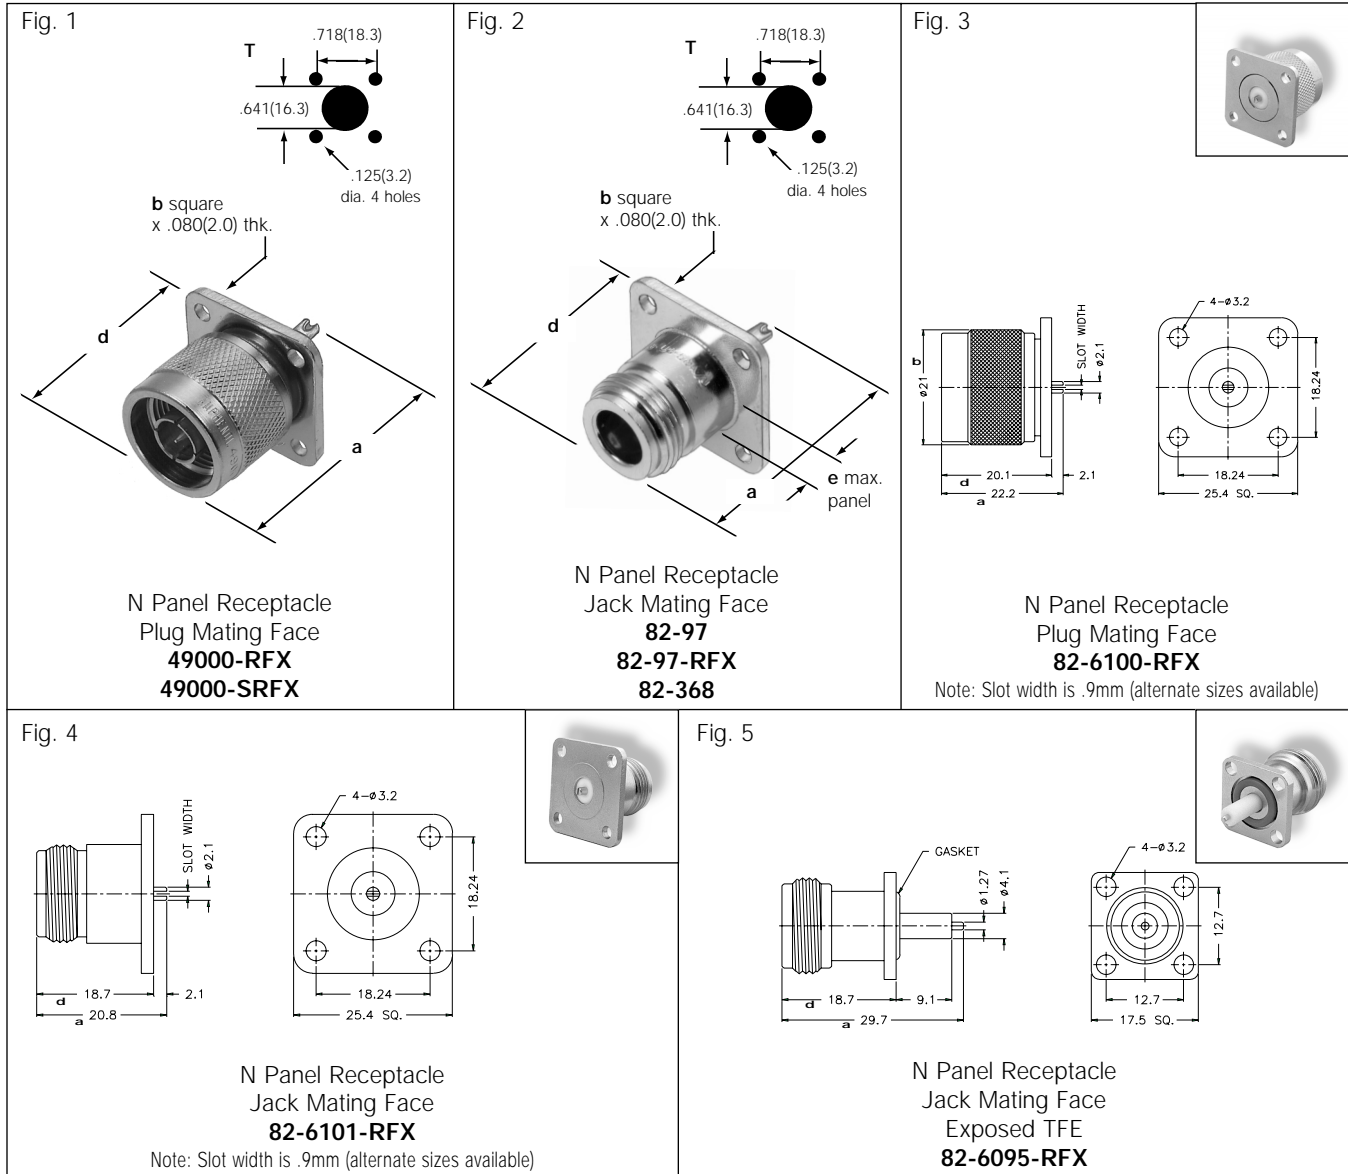 Fig. 1
T
.718(18.3)
.641(16.3)
.125(3.2)
dia. 4 holes
b square
x .080(2.0) thk.
d
a
N Panel Receptacle
Plug Mating Face
49000-RFX
49000-SRFX
Fig. 2
T
.718(18.3)
.641(16.3)
.125(3.2)
dia. 4 holes
b square
x .080(2.0) thk.
d
a
e max.
panel
N Panel Receptacle
Jack Mating Face
82-97
82-97-RFX
82-368
Fig. 3
b
ø21
SLOT WIDTH
ø2.1
d
20.1
2.1
22.2
a
4-ø3.2
18.24
18.24
25.4 SQ.
N Panel Receptacle
Plug Mating Face
82-6100-RFX
Note: Slot width is .9mm (alternate sizes available)
Fig. 4
SLOT WIDTH
ø2.1
d
18.7
2.1
20.8
a
4-ø3.2
18.24
18.24
25.4 SQ.
N Panel Receptacle
Jack Mating Face
82-6101-RFX
Note: Slot width is .9mm (alternate sizes available)
Fig. 5
GASKET
ø1.27
ø4.1
d
18.7
9.1
29.7
a
4-ø3.2
12.7
12.7
17.5 SQ.
N Panel Receptacle
Jack Mating Face
Exposed TFE
82-6095-RFX